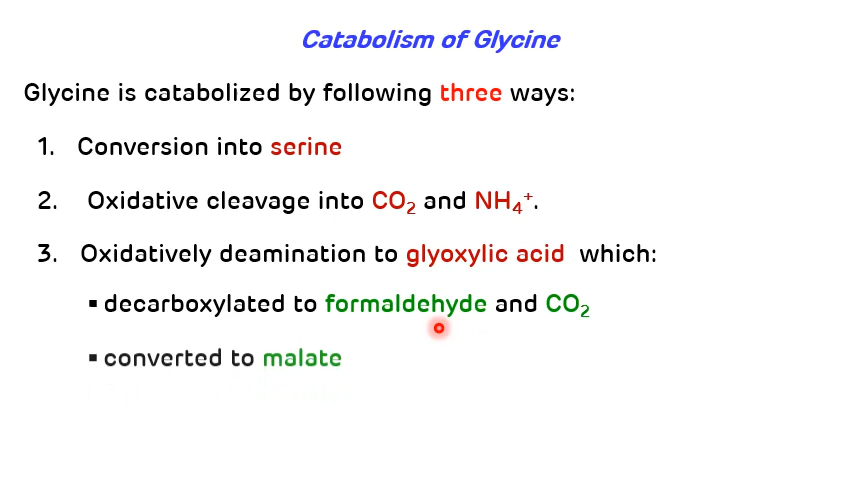 Catabolism of Glycine
Glycine is catabolized by following three ways:
1. Conversion into serine
2. Oxidative cleavage into CO₂ and NH₄⁺.
3. Oxidatively deamination to glyoxylic acid which:
▪ decarboxylated to formaldehyde and CO₂
▪ converted to malate